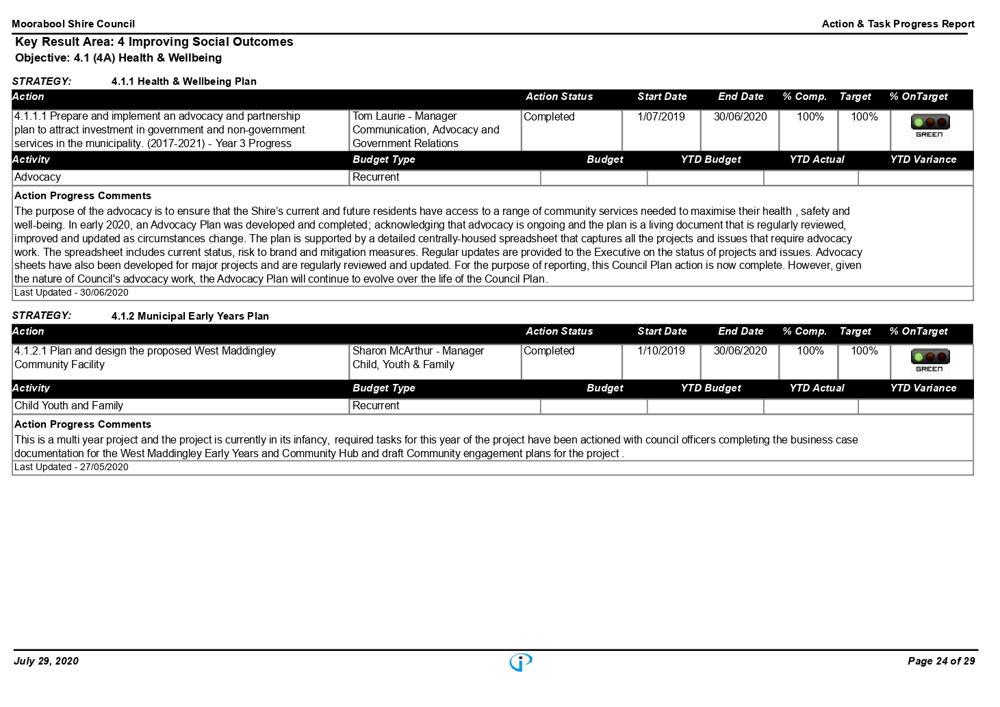 Moorabool Shire Council Action & Task Progress Report
Key Result Area: 4 Improving Social Outcomes
Objective: 4.1 (4A) Health & Wellbeing
STRATEGY: 4.1.1 Health & Wellbeing Plan
Action Action Status Start Date End Date % Comp. Target % OnTarget
4.1.1.1 Prepare and implement an advocacy and partnership Tom Laurie - Manager Completed 1/07/2019 30/06/2020 100% 100%
plan to attract investment in government and non-government Communication, Advocacy and GREEN
services in the municipality. (2017-2021) - Year 3 Progress Government Relations
Activity Budget Type Budget YTD Budget YTD Actual YTD Variance
Advocacy Recurrent
Action Progress Comments
The purpose of the advocacy is to ensure that the Shire’s current and future residents have access to a range of community services needed to maximise their health , safety and
well-being. In early 2020, an Advocacy Plan was developed and completed; acknowledging that advocacy is ongoing and the plan is a living document that is regularly reviewed,
improved and updated as circumstances change. The plan is supported by a detailed centrally-housed spreadsheet that captures all the projects and issues that require advocacy
work. The spreadsheet includes current status, risk to brand and mitigation measures. Regular updates are provided to the Executive on the status of projects and issues. Advocacy
sheets have also been developed for major projects and are regularly reviewed and updated. For the purpose of reporting, this Council Plan action is now complete. However, given
the nature of Council's advocacy work, the Advocacy Plan will continue to evolve over the life of the Council Plan.
Last Updated - 30/06/2020
STRATEGY: 4.1.2 Municipal Early Years Plan
Action Action Status Start Date End Date % Comp. Target % OnTarget
4.1.2.1 Plan and design the proposed West Maddingley Sharon McArthur - Manager Completed 1/10/2019 30/06/2020 100% 100%
Community Facility Child, Youth & Family GREEN
Activity Budget Type Budget YTD Budget YTD Actual YTD Variance
Child Youth and Family Recurrent
Action Progress Comments
This is a multi year project and the project is currently in its infancy, required tasks for this year of the project have been actioned with council officers completing the business case
documentation for the West Maddingley Early Years and Community Hub and draft Community engagement plans for the project .
Last Updated - 27/05/2020
July 29, 2020 Page 24 of 29